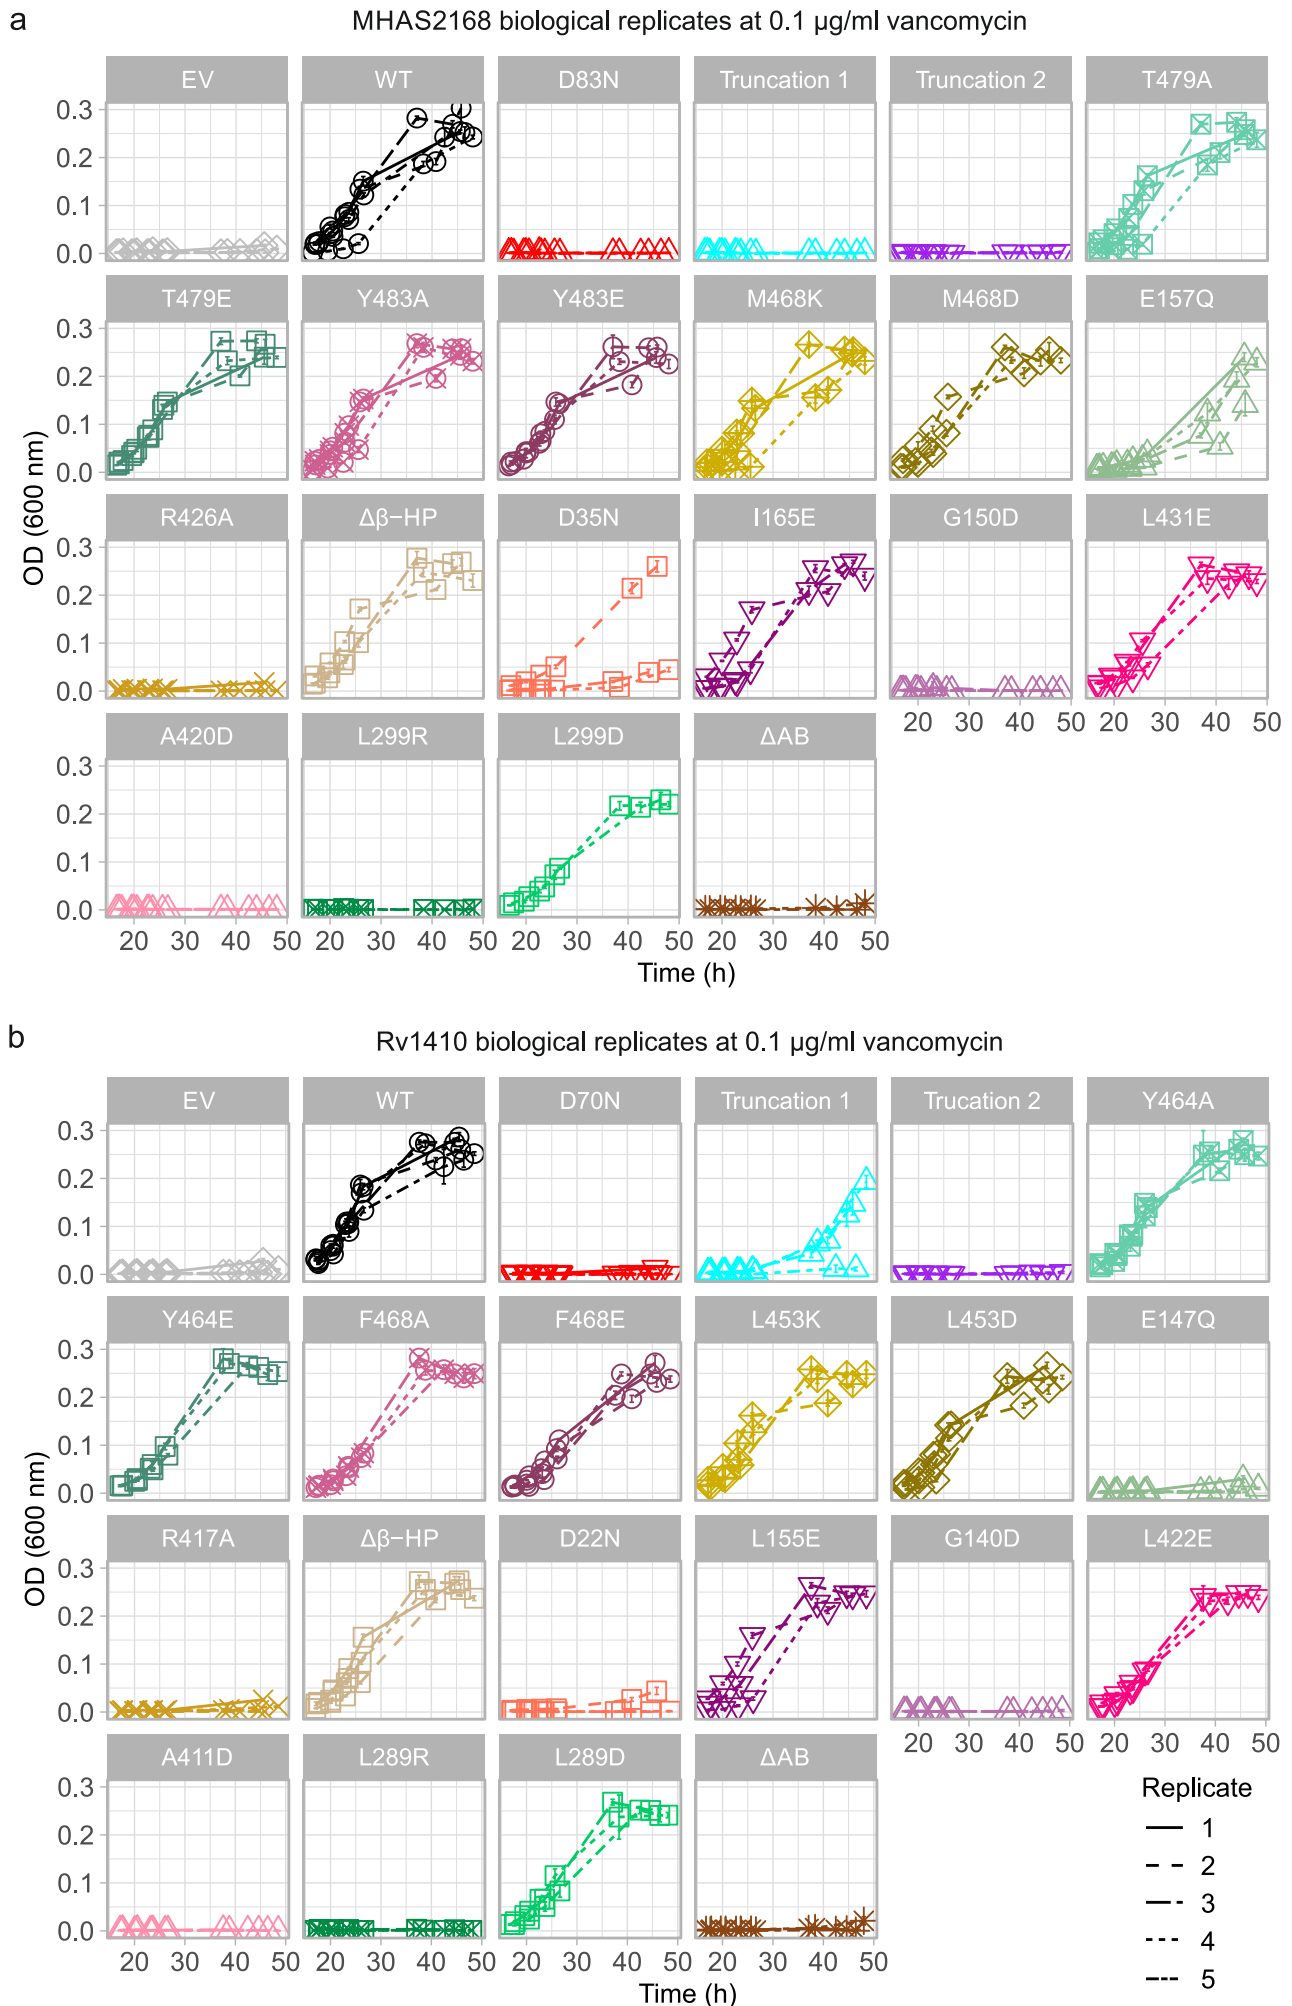 a
MHAS2168 biological replicates at 0.1 µg/ml vancomycin
EV WT D83N Truncation 1 Truncation 2 T479A
0.3
0.2
0.1
0.0
T479E Y483A Y483E M468K M468D E157Q
0.3
0.2
0.1
0.0
OD (600 nm)
R426A Δβ−HP D35N I165E G150D L431E
0.3
0.2
0.1
0.0
20 30 40 50 20 30 40 50
A420D L299R L299D ΔAB
0.3
0.2
0.1
0.0
20 30 40 50 20 30 40 50 20 30 40 50 20 30 40 50
Time (h)
b
Rv1410 biological replicates at 0.1 µg/ml vancomycin
EV WT D70N Truncation 1 Trucation 2 Y464A
0.3
0.2
0.1
0.0
Y464E F468A F468E L453K L453D E147Q
0.3
0.2
0.1
0.0
OD (600 nm)
R417A Δβ−HP D22N L155E G140D L422E
0.3
0.2
0.1
0.0
20 30 40 50 20 30 40 50
A411D L289R L289D ΔAB
0.3
0.2
0.1
0.0
20 30 40 50 20 30 40 50 20 30 40 50 20 30 40 50
Time (h)
Replicate
1
2
3
4
5